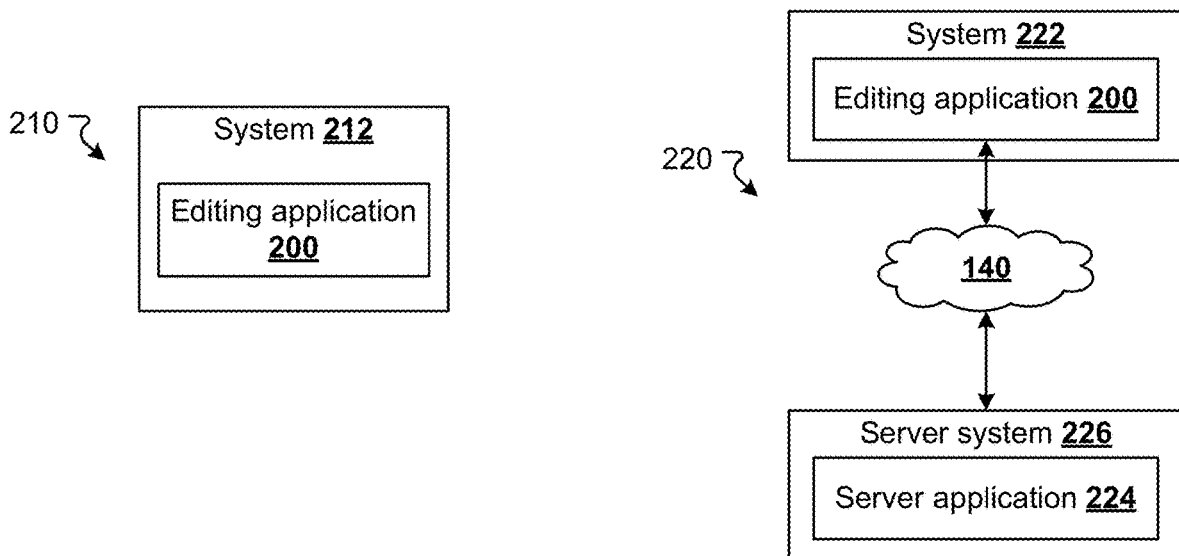 210
System 212
Editing application
200
220
System 222
Editing application 200
140
Server system 226
Server application 224